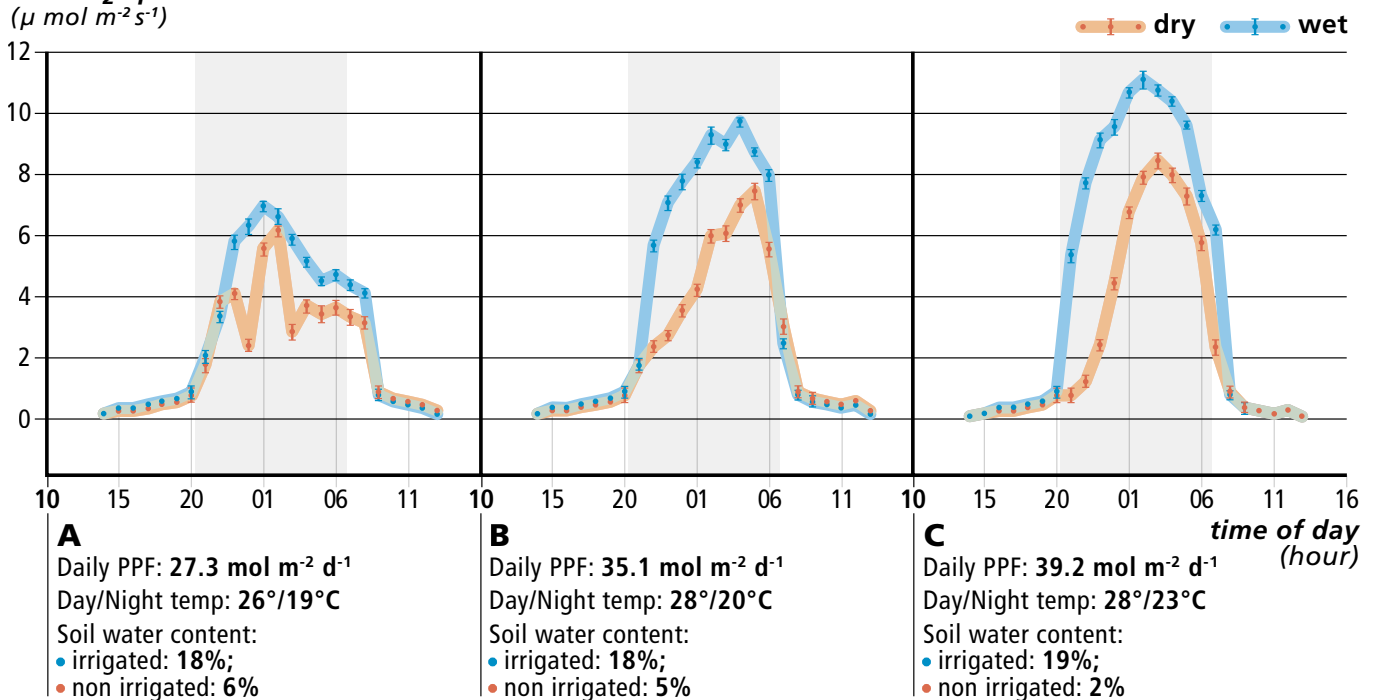 (µ mol m-² s-¹)
dry wet
12
10
8
6
4
2
0
10 15 20 01 06 11 10 15 20 01 06 11 10 15 20 01 06 11 16
time of day
(hour)
A
Daily PPF: 27.3 mol m-² d-¹
Day/Night temp: 26°/19°C
Soil water content:
• irrigated: 18%;
• non irrigated: 6%
B
Daily PPF: 35.1 mol m-² d-¹
Day/Night temp: 28°/20°C
Soil water content:
• irrigated: 18%;
• non irrigated: 5%
C
Daily PPF: 39.2 mol m-² d-¹
Day/Night temp: 28°/23°C
Soil water content:
• irrigated: 19%;
• non irrigated: 2%